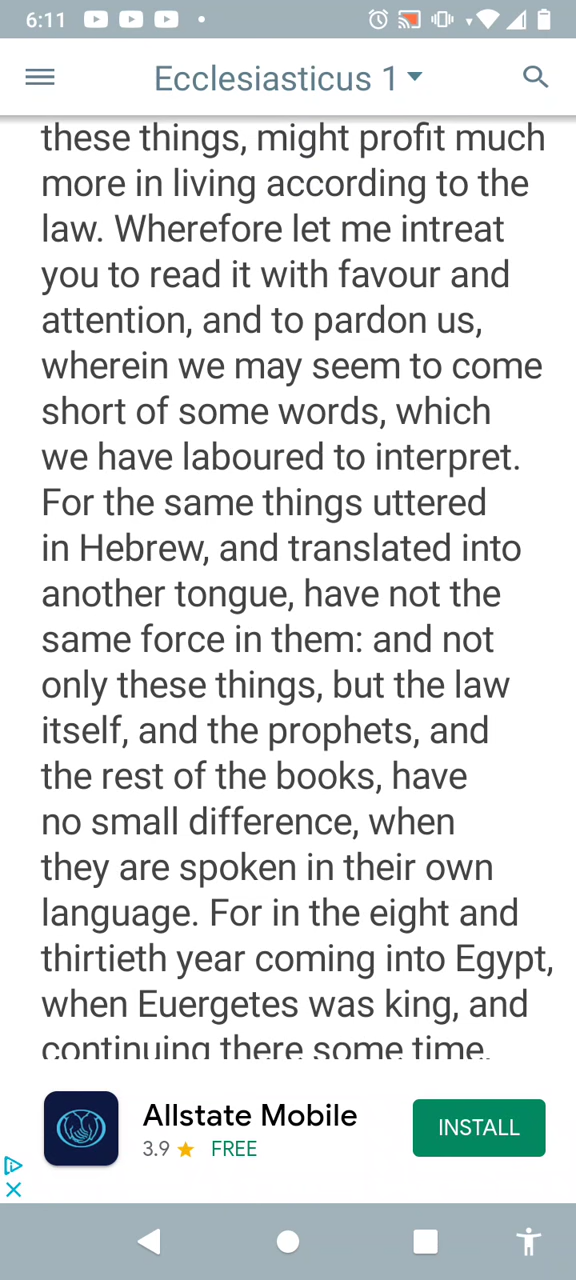 6:11
Ecclesiasticus 1
these things, might profit much
more in living according to the
law. Wherefore let me intreat
you to read it with favour and
attention, and to pardon us,
wherein we may seem to come
short of some words, which
we have laboured to interpret.
For the same things uttered
in Hebrew, and translated into
another tongue, have not the
same force in them: and not
only these things, but the law
itself, and the prophets, and
the rest of the books, have
no small difference, when
they are spoken in their own
language. For in the eight and
thirtieth year coming into Egypt,
when Euergetes was king, and
continuing there some time,
Allstate Mobile
3.9 ★ FREE
INSTALL